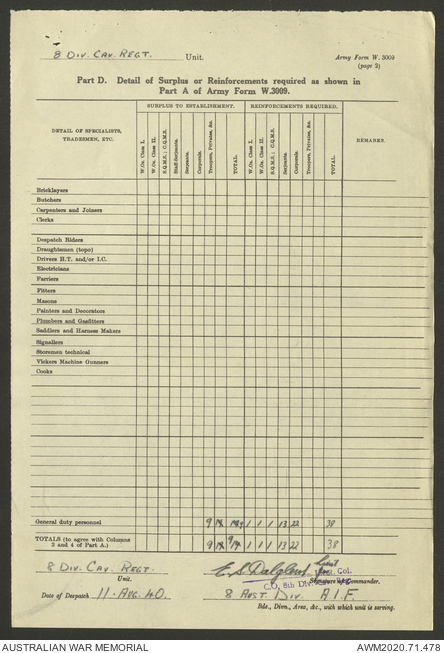 8 DIV. CAV. REGT. Unit.
Army Form W. 3009
(page 2)
Part D. Detail of Surplus or Reinforcements required as shown in
Part A of Army Form W.3009.
DETAIL OF SPECIALISTS,
TRADESMEN, ETC.
SURPLUS TO ESTABLISHMENT.
W.Os. Class I.
W.Os. Class II.
S.Q.M.S.; C.Q.M.S.
Staff-Serjeants.
Serjeants.
Corporals.
Troopers, Privates, &c.
TOTAL.
REINFORCEMENTS REQUIRED.
W.Os. Class I.
W.Os. Class II.
S.Q.M.S.; C.Q.M.S.
Serjeants.
Corporals.
Troopers, Privates, &c.
TOTAL.
REMARKS.
Bricklayers
Butchers
Carpenters and Joiners
Clerks
Despatch Riders
Draughtsmen (topo)
Drivers H.T. and/or I.C.
Electricians
Farriers
Fitters
Masons
Painters and Decorators
Plumbers and Gasfitters
Saddlers and Harness Makers
Signallers
Storemen technical
Vickers Machine Gunners
Cooks
General duty personnel 9 1 1 1 13 22 38
TOTALS (to agree with Columns
3 and 4 of Part A.) 9 9 1 1 1 13 22 38
8 DIV. CAV. REGT.
Unit.
E. S. Dalgleish Lieut Col.
Signature of Commander.
C.O. 8th Div.
Date of Despatch 11. AUG. 40.
8 AUST DIV. A.I.F.
Bde., Divn., Area, &c., with which unit is serving.
AUSTRALIAN WAR MEMORIAL
AWM2020.71.478